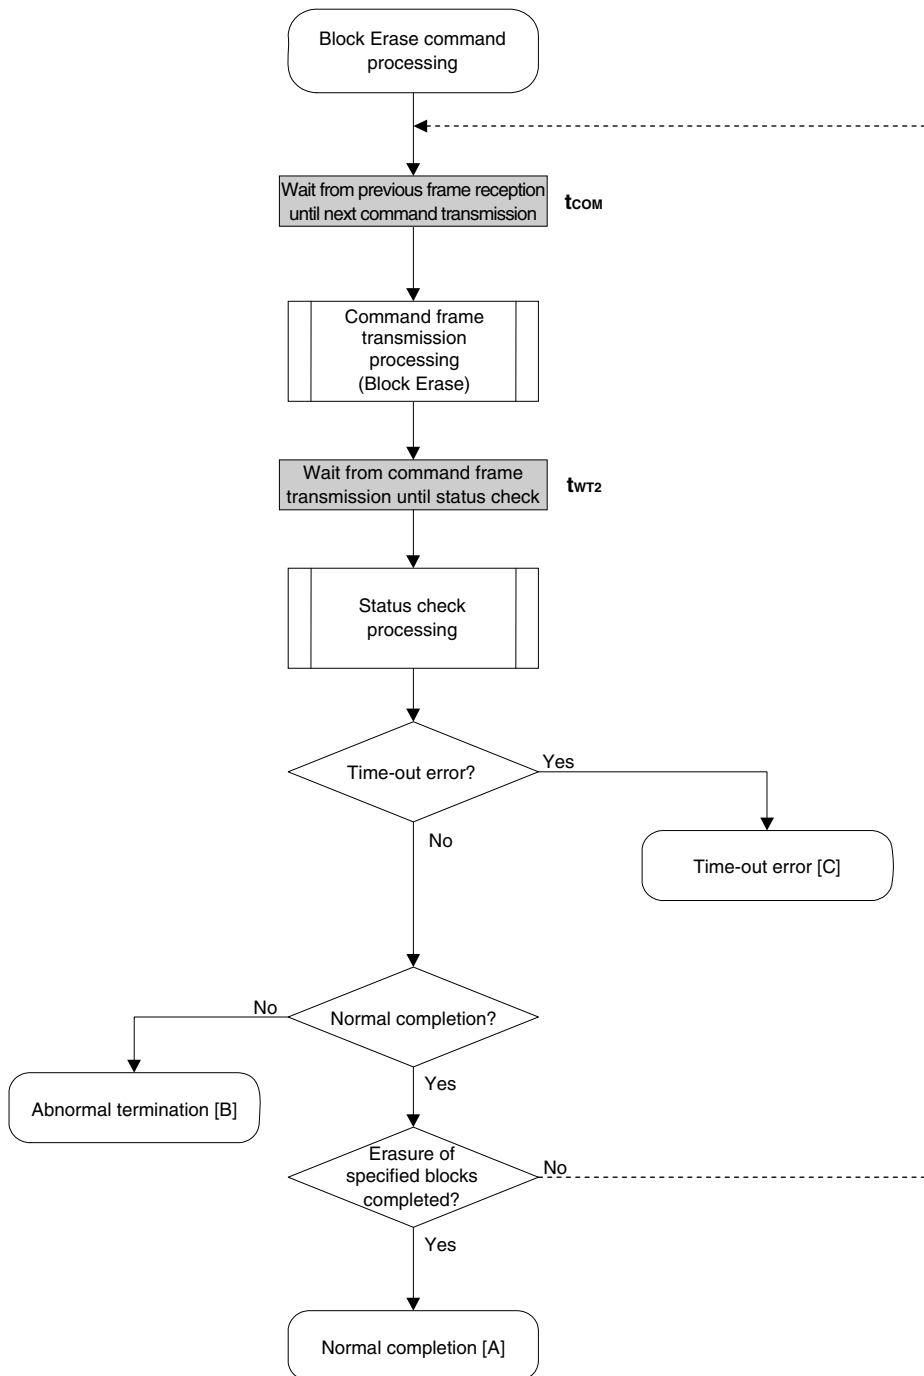 Block Erase command
processing
Wait from previous frame reception
until next command transmission
tCOM
Command frame
transmission
processing
(Block Erase)
Wait from command frame
transmission until status check
tWT2
Status check
processing
Time-out error?
Yes
No
Time-out error [C]
Normal completion?
No
Yes
Abnormal termination [B]
Erasure of
specified blocks
completed?
No
Yes
Normal completion [A]